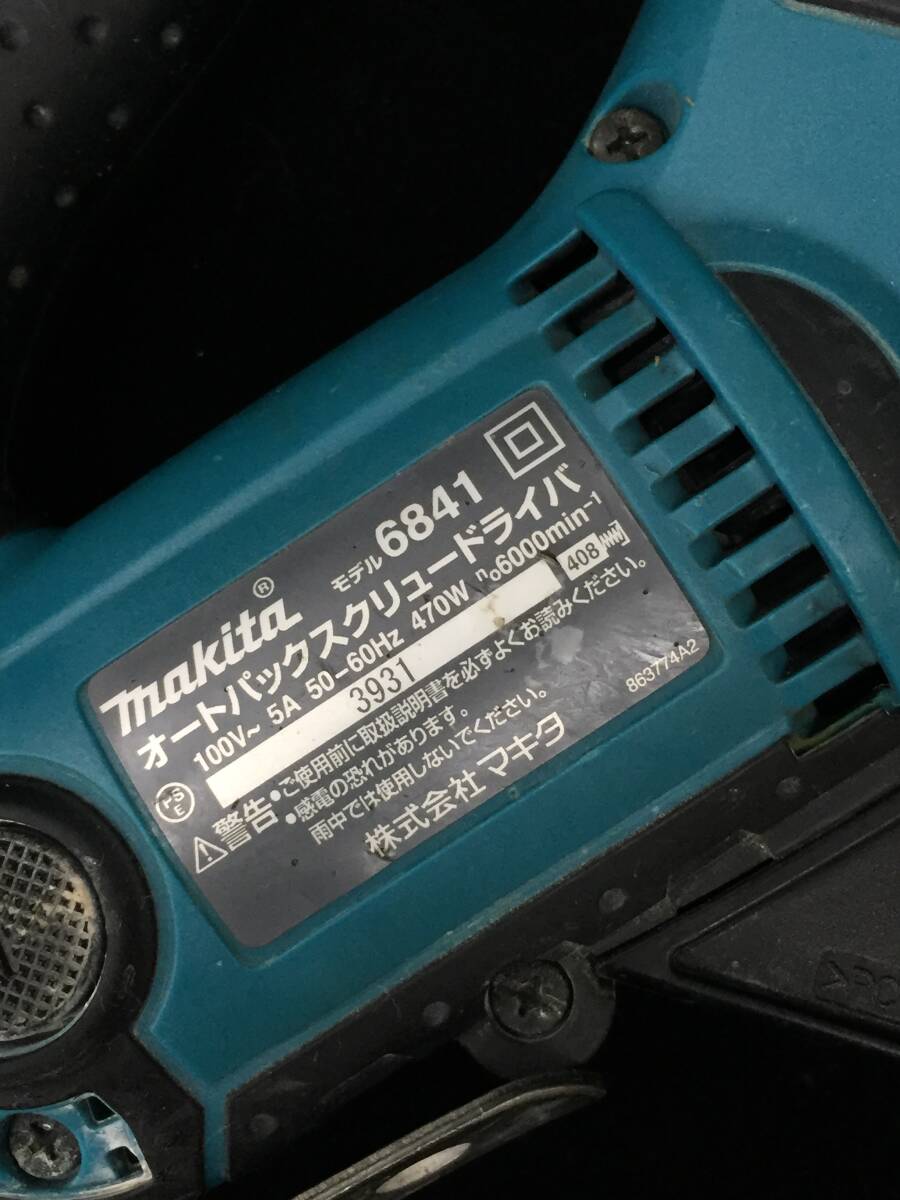 makita®
モデル 6841
オートパックスクリュードライバ
100V~ 5A 50-60Hz 470W n₀6000min⁻¹
3931
408
PSE
警告 • ご使用前に取扱説明書を必ずよくお読みください。
• 感電の恐れがあります。
雨中では使用しないでください。
株式会社 マキタ
863774A2